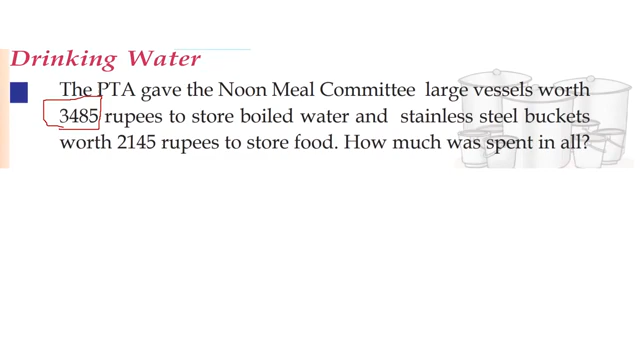 Drinking Water
The PTA gave the Noon Meal Committee large vessels worth
3485 rupees to store boiled water and stainless steel buckets
worth 2145 rupees to store food. How much was spent in all?